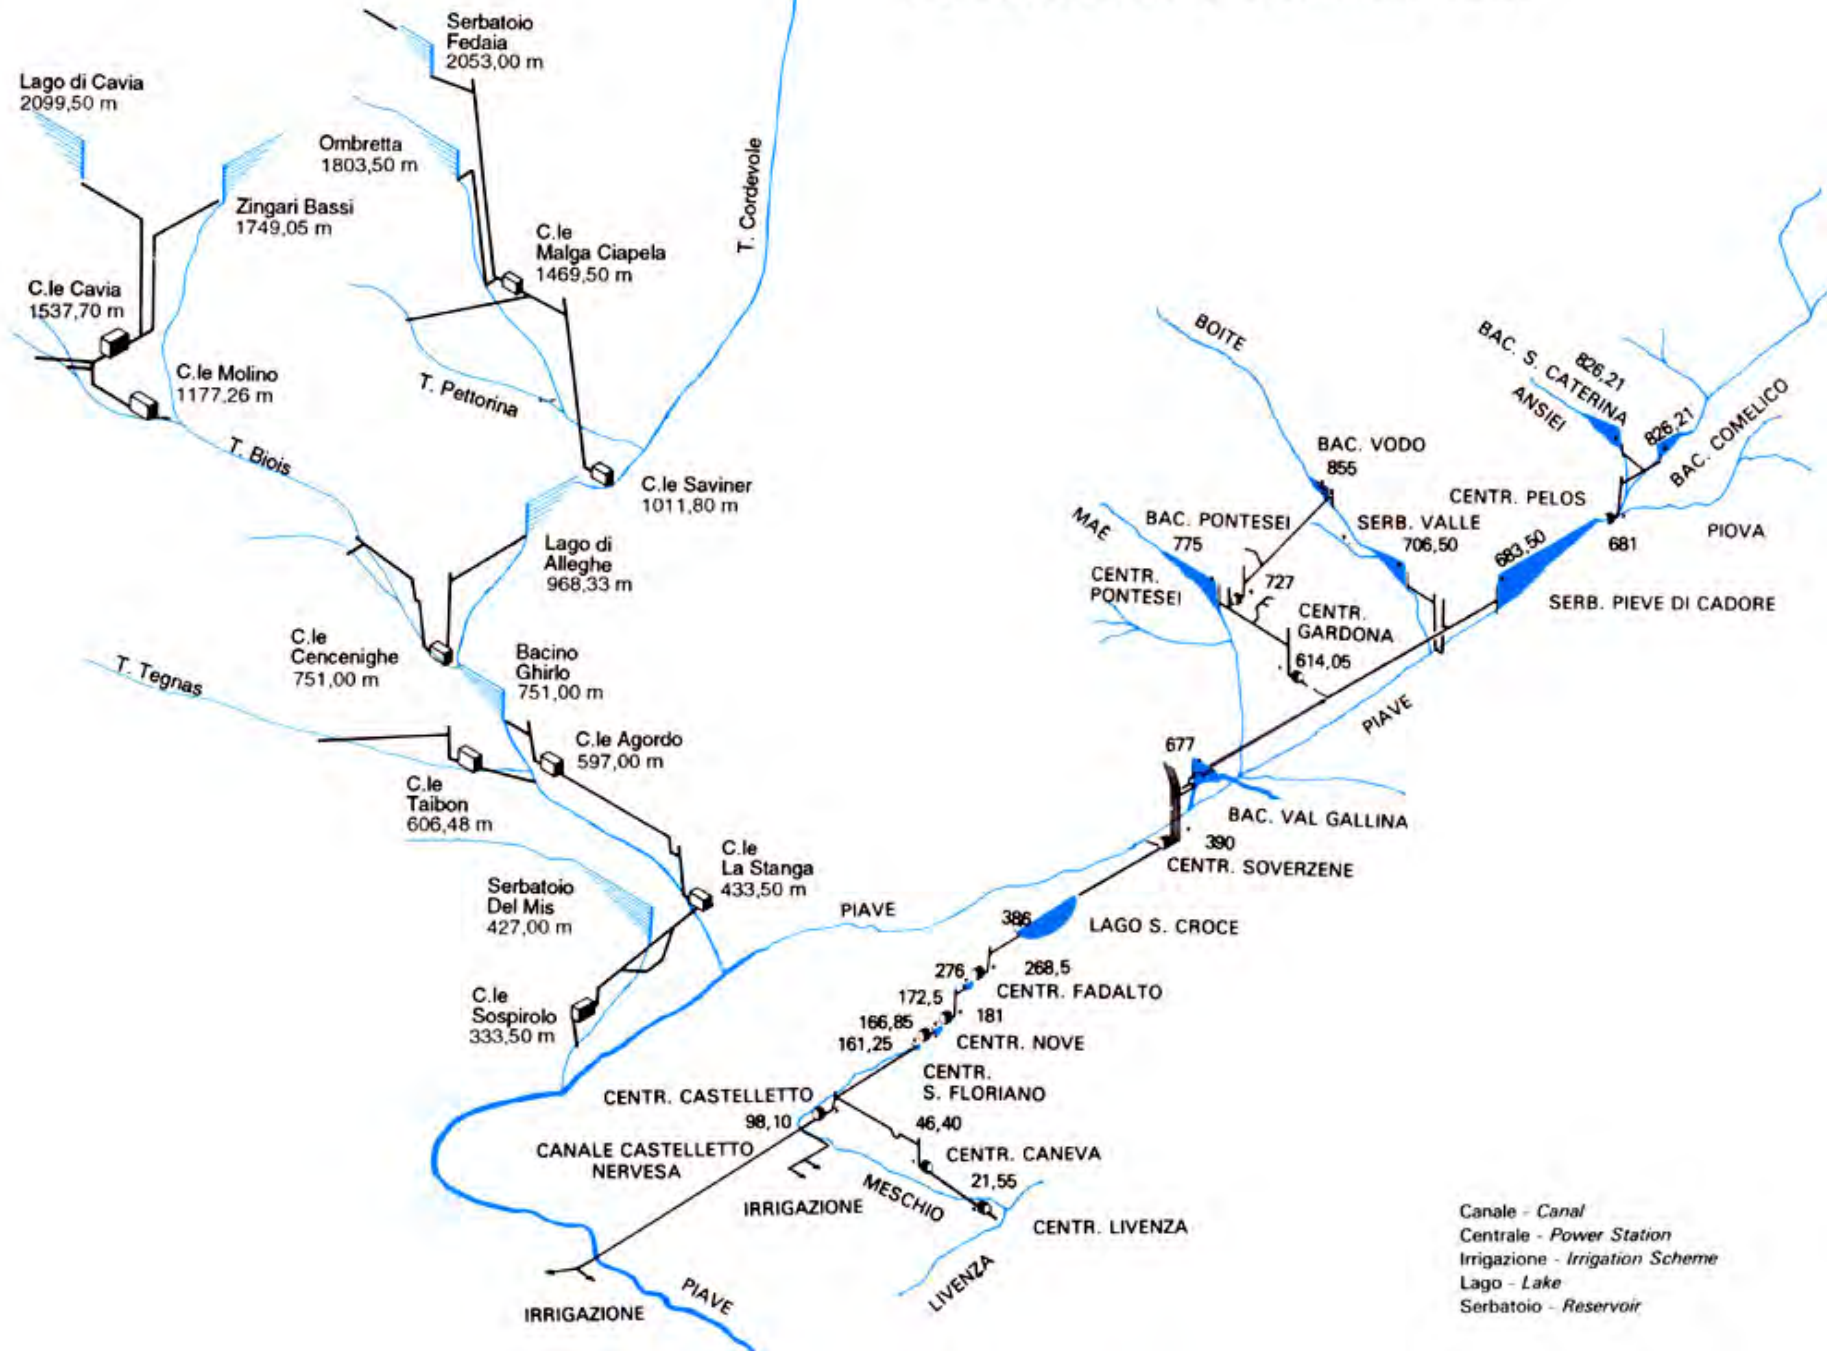 Serbatoio
Fedaia
2053,00 m
Lago di Cavia
2099,50 m
Ombretta
1803,50 m
Zingari Bassi
1749,05 m
C.le
Malga Ciapela
1469,50 m
T. Cordevole
C.le Cavia
1537,70 m
C.le Molino
1177,26 m
T. Pettorina
T. Biois
C.le Saviner
1011,80 m
Lago di
Alleghe
968,33 m
C.le
Cencenighe
751,00 m
Bacino
Ghirlo
751,00 m
T. Tegnas
C.le Agordo
597,00 m
C.le
Taibon
606,48 m
C.le
La Stanga
433,50 m
Serbatoio
Del Mis
427,00 m
C.le
Sospirolo
333,50 m
BOITE
BAC. S. CATERINA
826,21
ANSIEI
826,21
BAC. COMELICO
BAC. VODO
855
CENTR. PELOS
MAE
BAC. PONTESEI
775
SERB. VALLE
706,50
683,50
681
PIOVA
CENTR.
PONTESEI
727
CENTR.
GARDONA
614,05
SERB. PIEVE DI CADORE
PIAVE
677
BAC. VAL GALLINA
390
CENTR. SOVERZENE
PIAVE
386
LAGO S. CROCE
276
268,5
CENTR. FADALTO
172,5
181
166,85
CENTR. NOVE
161,25
CENTR.
S. FLORIANO
CENTR. CASTELLETTO
98,10
46,40
CANALE CASTELLETTO
NERVESA
CENTR. CANEVA
21,55
MESCHIO
IRRIGAZIONE
CENTR. LIVENZA
LIVENZA
PIAVE
IRRIGAZIONE
Canale - Canal
Centrale - Power Station
Irrigazione - Irrigation Scheme
Lago - Lake
Serbatoio - Reservoir